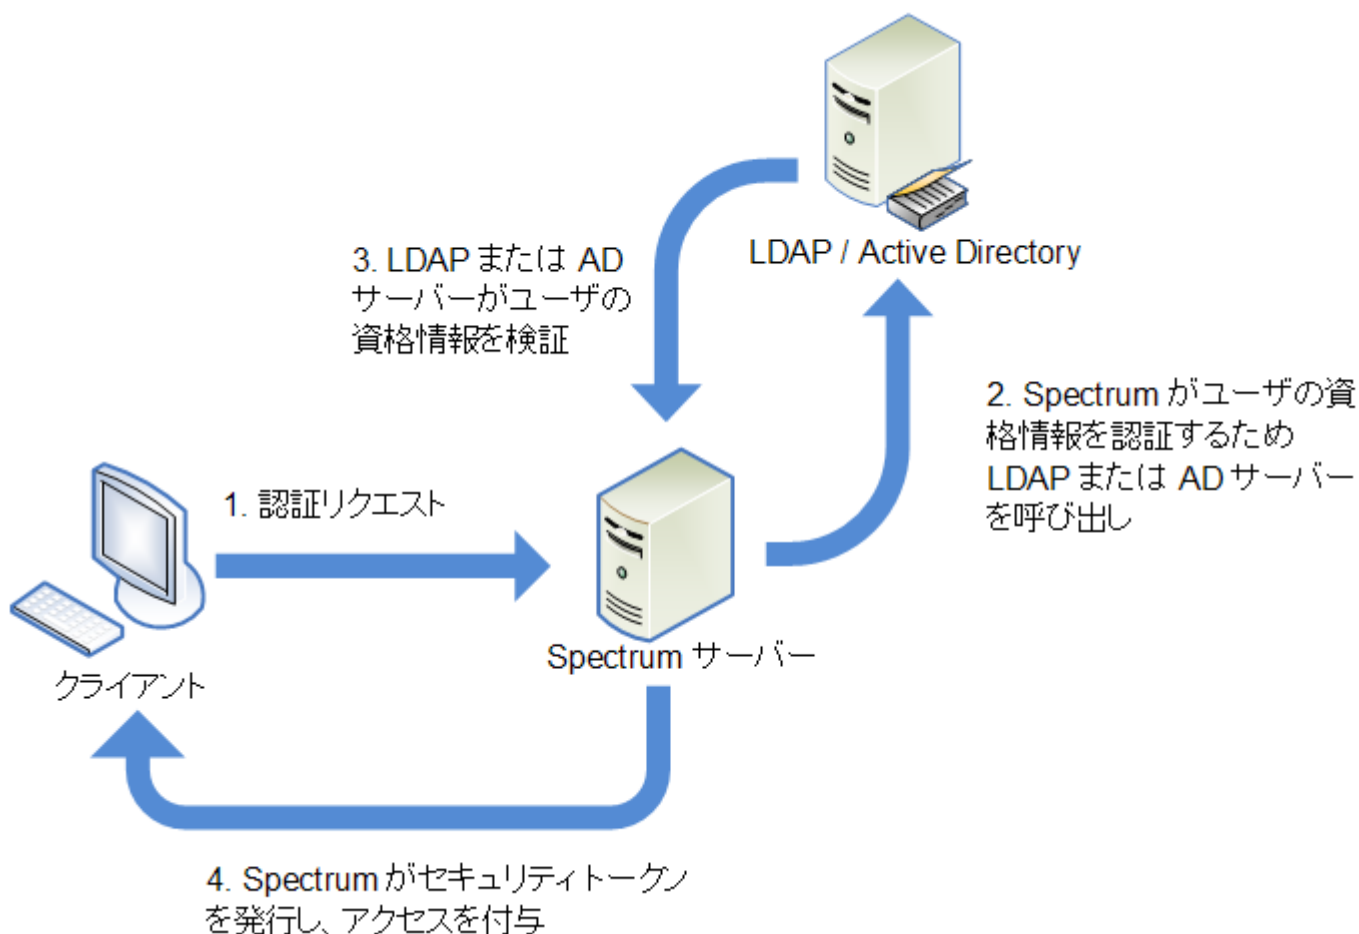 LDAP / Active Directory
3. LDAP または AD
サーバーがユーザの
資格情報を検証
2. Spectrum がユーザの資
格情報を認証するため
LDAP または AD サーバー
を呼び出し
1. 認証リクエスト
Spectrum サーバー
クライアント
4. Spectrum がセキュリティトークン
を発行し、アクセスを付与